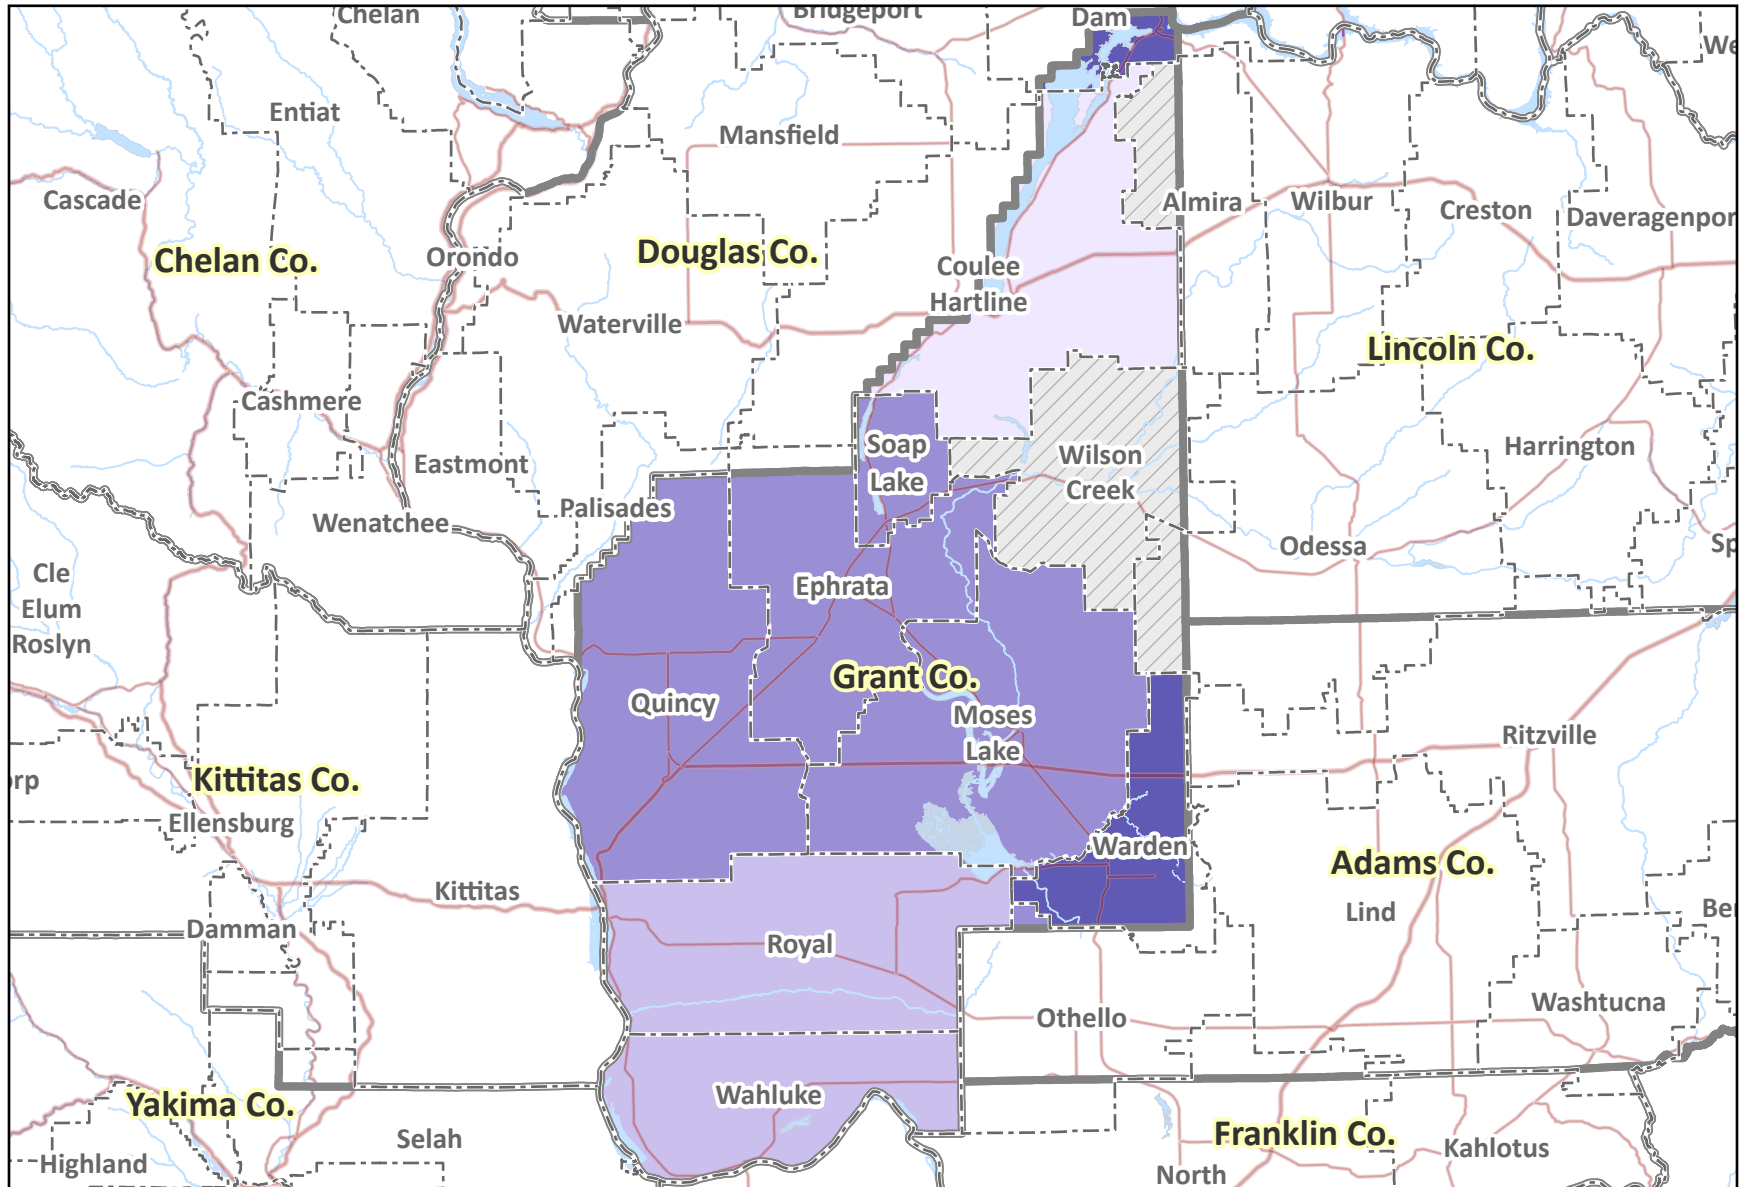 Chelan
Bridgeport
Dam
Entiat
Mansfield
Cascade
Almira
Wilbur
Creston
Daveragenpor
Chelan Co.
Orondo
Douglas Co.
Coulee
Hartline
Waterville
Lincoln Co.
Cashmere
Eastmont
Soap
Lake
Wilson
Creek
Harrington
Palisades
Wenatchee
Odessa
Sp
Cle
Elum
Roslyn
Ephrata
Grant Co.
Quincy
Moses
Lake
Ritzville
Kittitas Co.
orp
Ellensburg
Warden
Adams Co.
Kittitas
Lind
Ber
Damman
Royal
Othello
Washtucna
Yakima Co.
Wahluke
Selah
Franklin Co.
Kahlotus
Highland
North
We